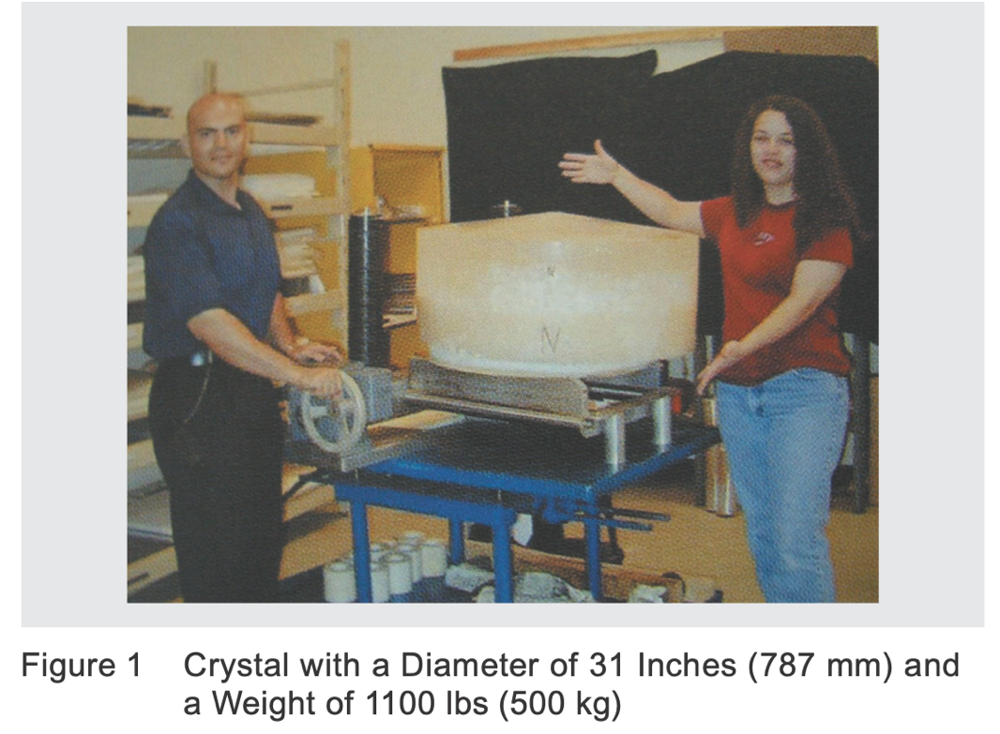 N
N
Figure 1 Crystal with a Diameter of 31 Inches (787 mm) and
a Weight of 1100 lbs (500 kg)